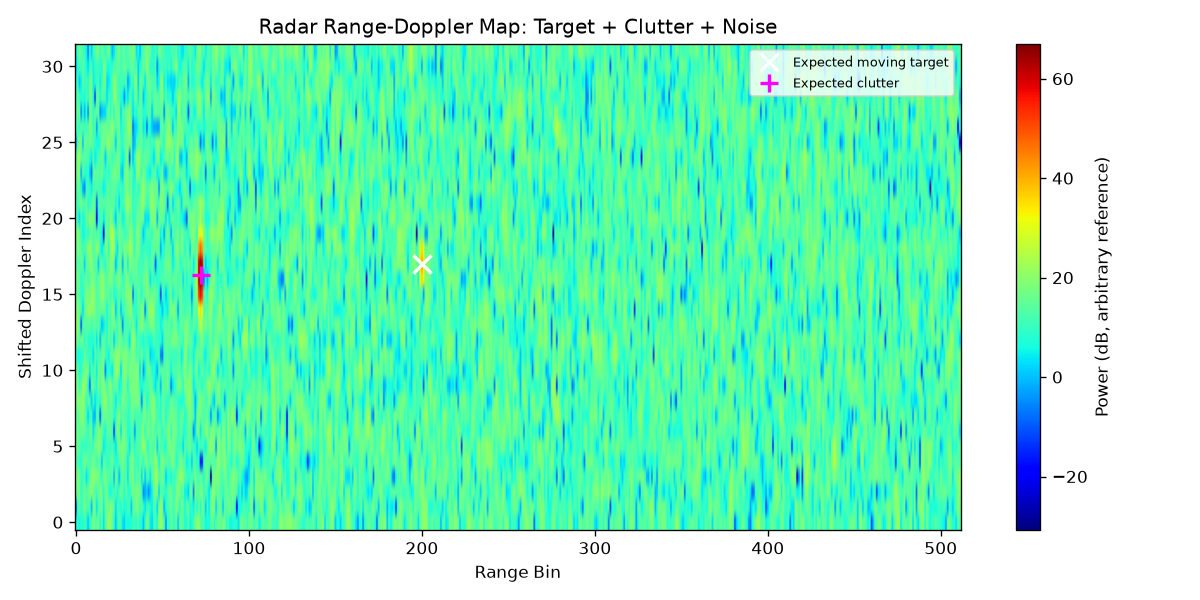 Radar Range-Doppler Map: Target + Clutter + Noise
Expected moving target
Expected clutter
Shifted Doppler Index
30
25
20
15
10
5
0
0 100 200 300 400 500
Range Bin
60
40
20
0
−20
Power (dB, arbitrary reference)